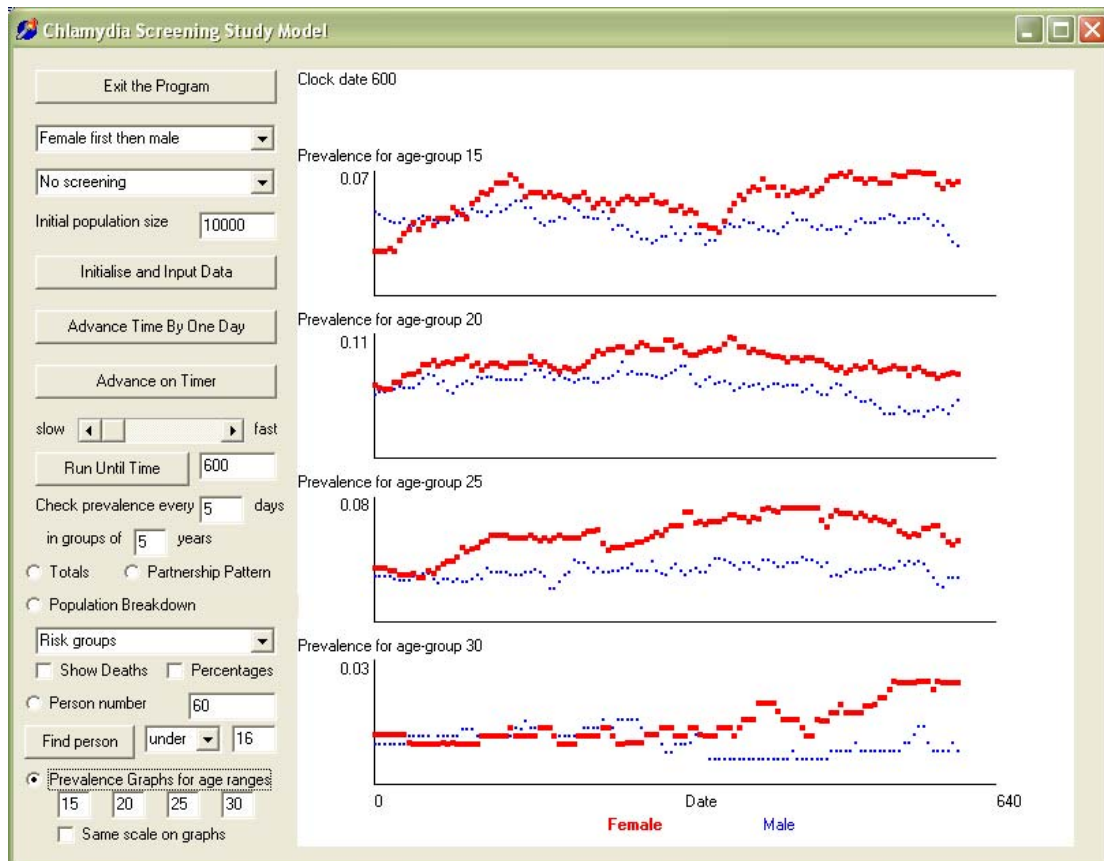 Chlamydia Screening Study Model
Exit the Program
Female first then male
No screening
Initial population size 10000
Initialise and Input Data
Advance Time By One Day
Advance on Timer
slow fast
Run Until Time 600
Check prevalence every 5 days
in groups of 5 years
Totals Partnership Pattern
Population Breakdown
Risk groups
Show Deaths Percentages
Person number 60
Find person under 16
Prevalence Graphs for age ranges
15 20 25 30
Same scale on graphs
Clock date 600
Prevalence for age-group 15
0.07
Prevalence for age-group 20
0.11
Prevalence for age-group 25
0.08
Prevalence for age-group 30
0.03
0 Date 640
Female Male